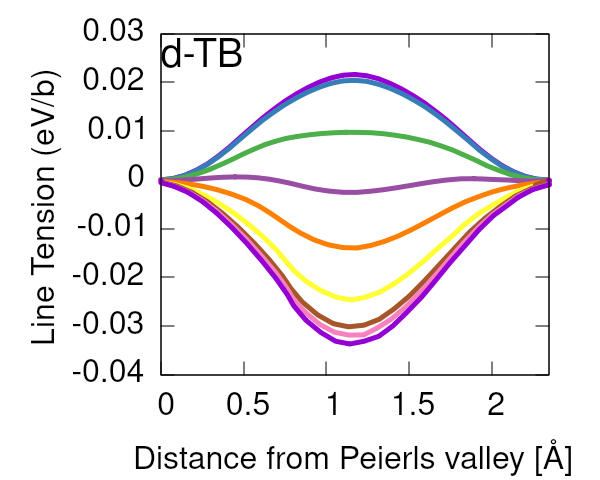 0.03
d-TB
0.02
0.01
0
-0.01
-0.02
-0.03
-0.04
Line Tension (eV/b)
0 0.5 1 1.5 2
Distance from Peierls valley [Å]